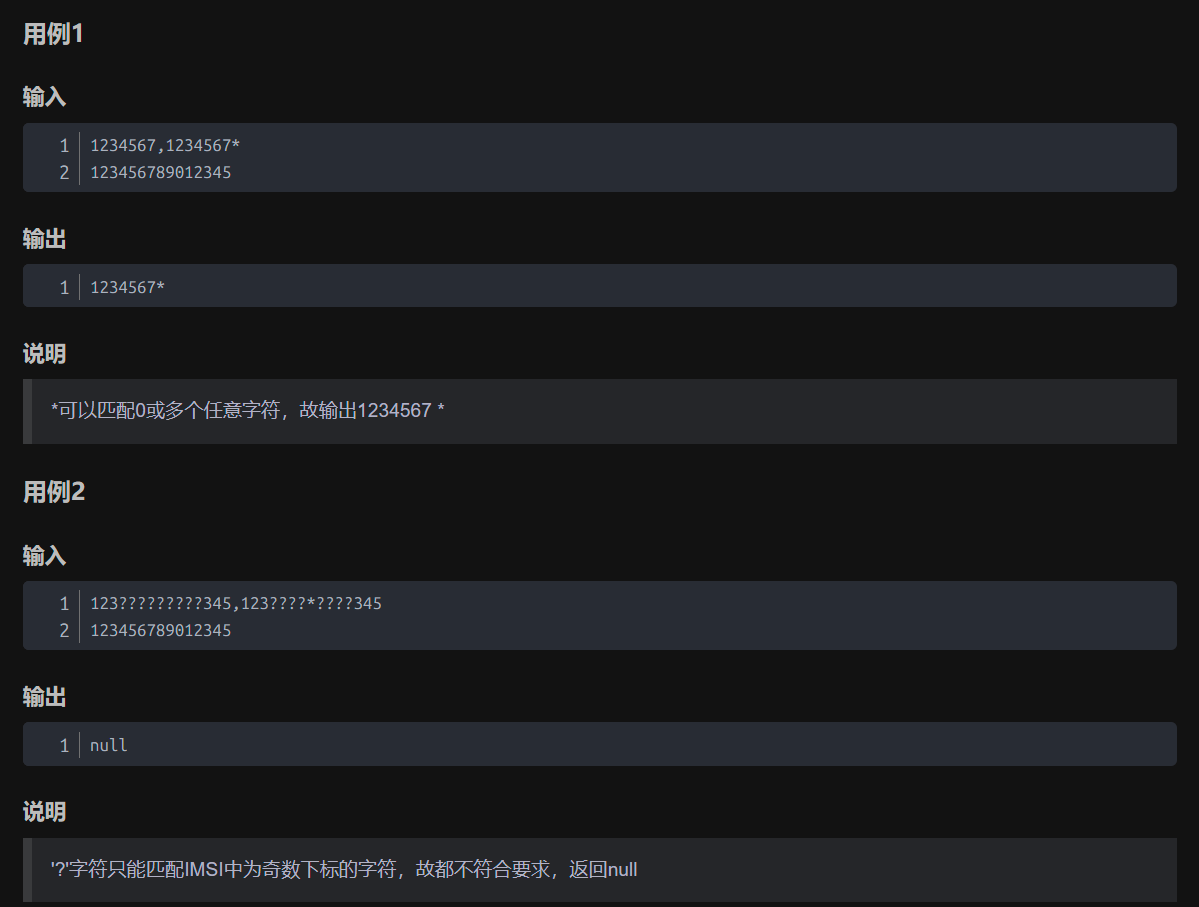 用例1
输入
1 1234567,1234567*
2 123456789012345
输出
1 1234567*
说明
*可以匹配0或多个任意字符，故输出1234567 *
用例2
输入
1 123?????????345,123????*????345
2 123456789012345
输出
1 null
说明
'?'字符只能匹配IMSI中为奇数下标的字符，故都不符合要求，返回null